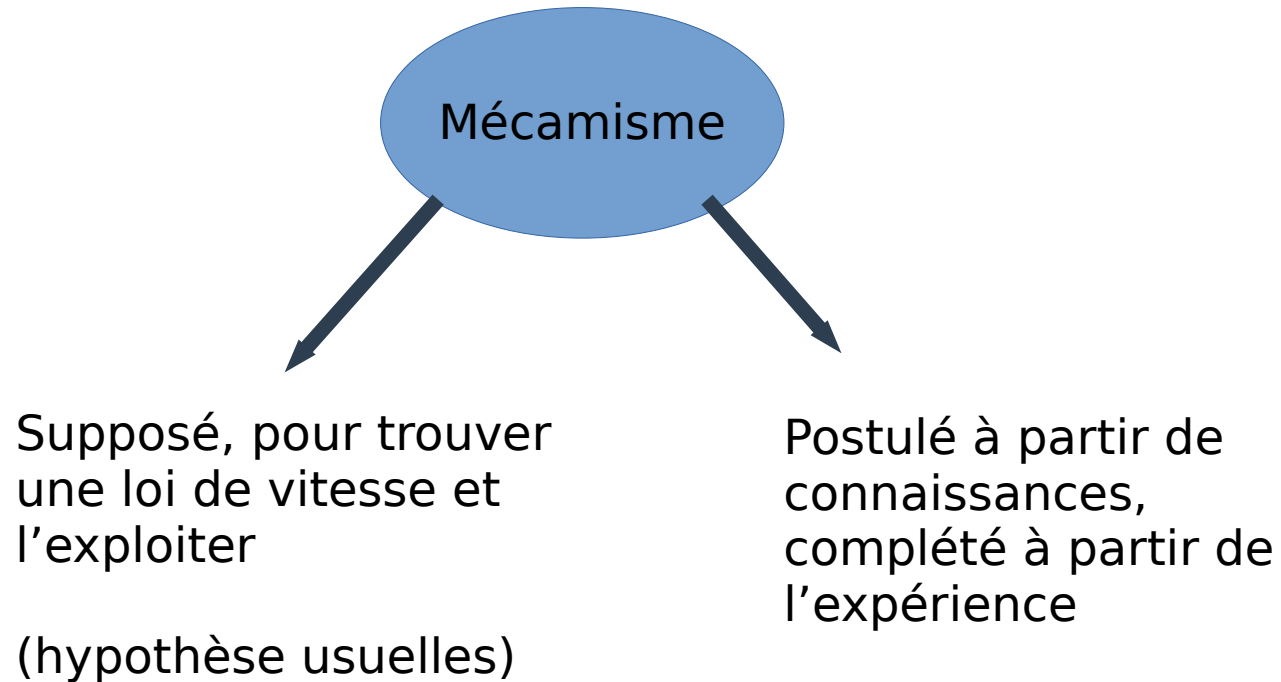 Mécamisme
Supposé, pour trouver
une loi de vitesse et
l’exploiter
(hypothèse usuelles)
Postulé à partir de
connaissances,
complété à partir de
l’expérience